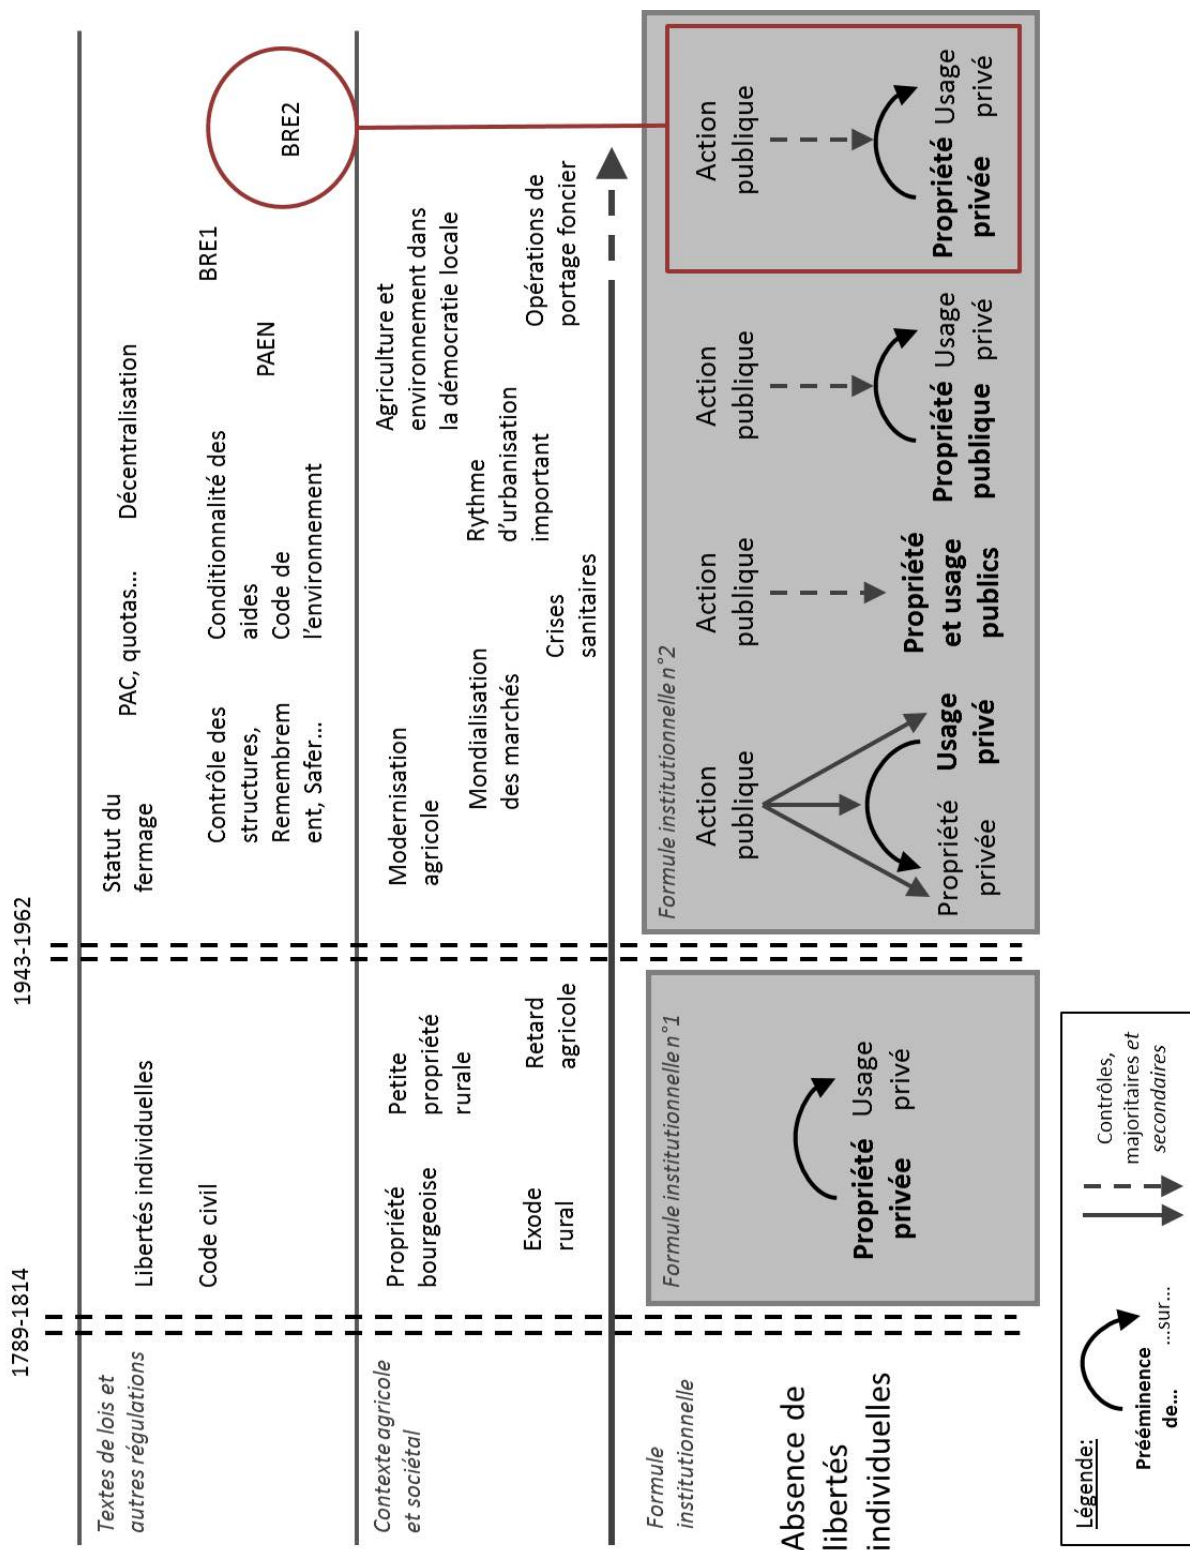 1789-1814
1943-1962
Textes de lois et
autres régulations
Libertés individuelles
Code civil
Statut du
fermage
PAC, quotas...
Décentralisation
Contrôle des
structures,
Remembrem
ent, Safer...
Conditionnalité des
aides
Code de
l'environnement
PAEN
BRE1
BRE2
Contexte agricole
et sociétal
Propriété
bourgeoise
Petite
propriété
rurale
Exode
rural
Retard
agricole
Modernisation
agricole
Mondialisation
des marchés
Crises
sanitaires
Rythme
d'urbanisation
important
Agriculture et
environnement dans
la démocratie locale
Opérations de
portage foncier
Formule
institutionnelle
Absence de
libertés
individuelles
Formule institutionnelle n°1
Propriété
privée
Usage
privé
Formule institutionnelle n°2
Action
publique
Propriété
privée
Usage
privé
Action
publique
Propriété
et usage
publics
Action
publique
Propriété
publique
Usage
privé
Action
publique
Propriété
privée
Usage
privé
Légende:
Prééminence
de...
...sur...
Contrôles,
majoritaires et
secondaires